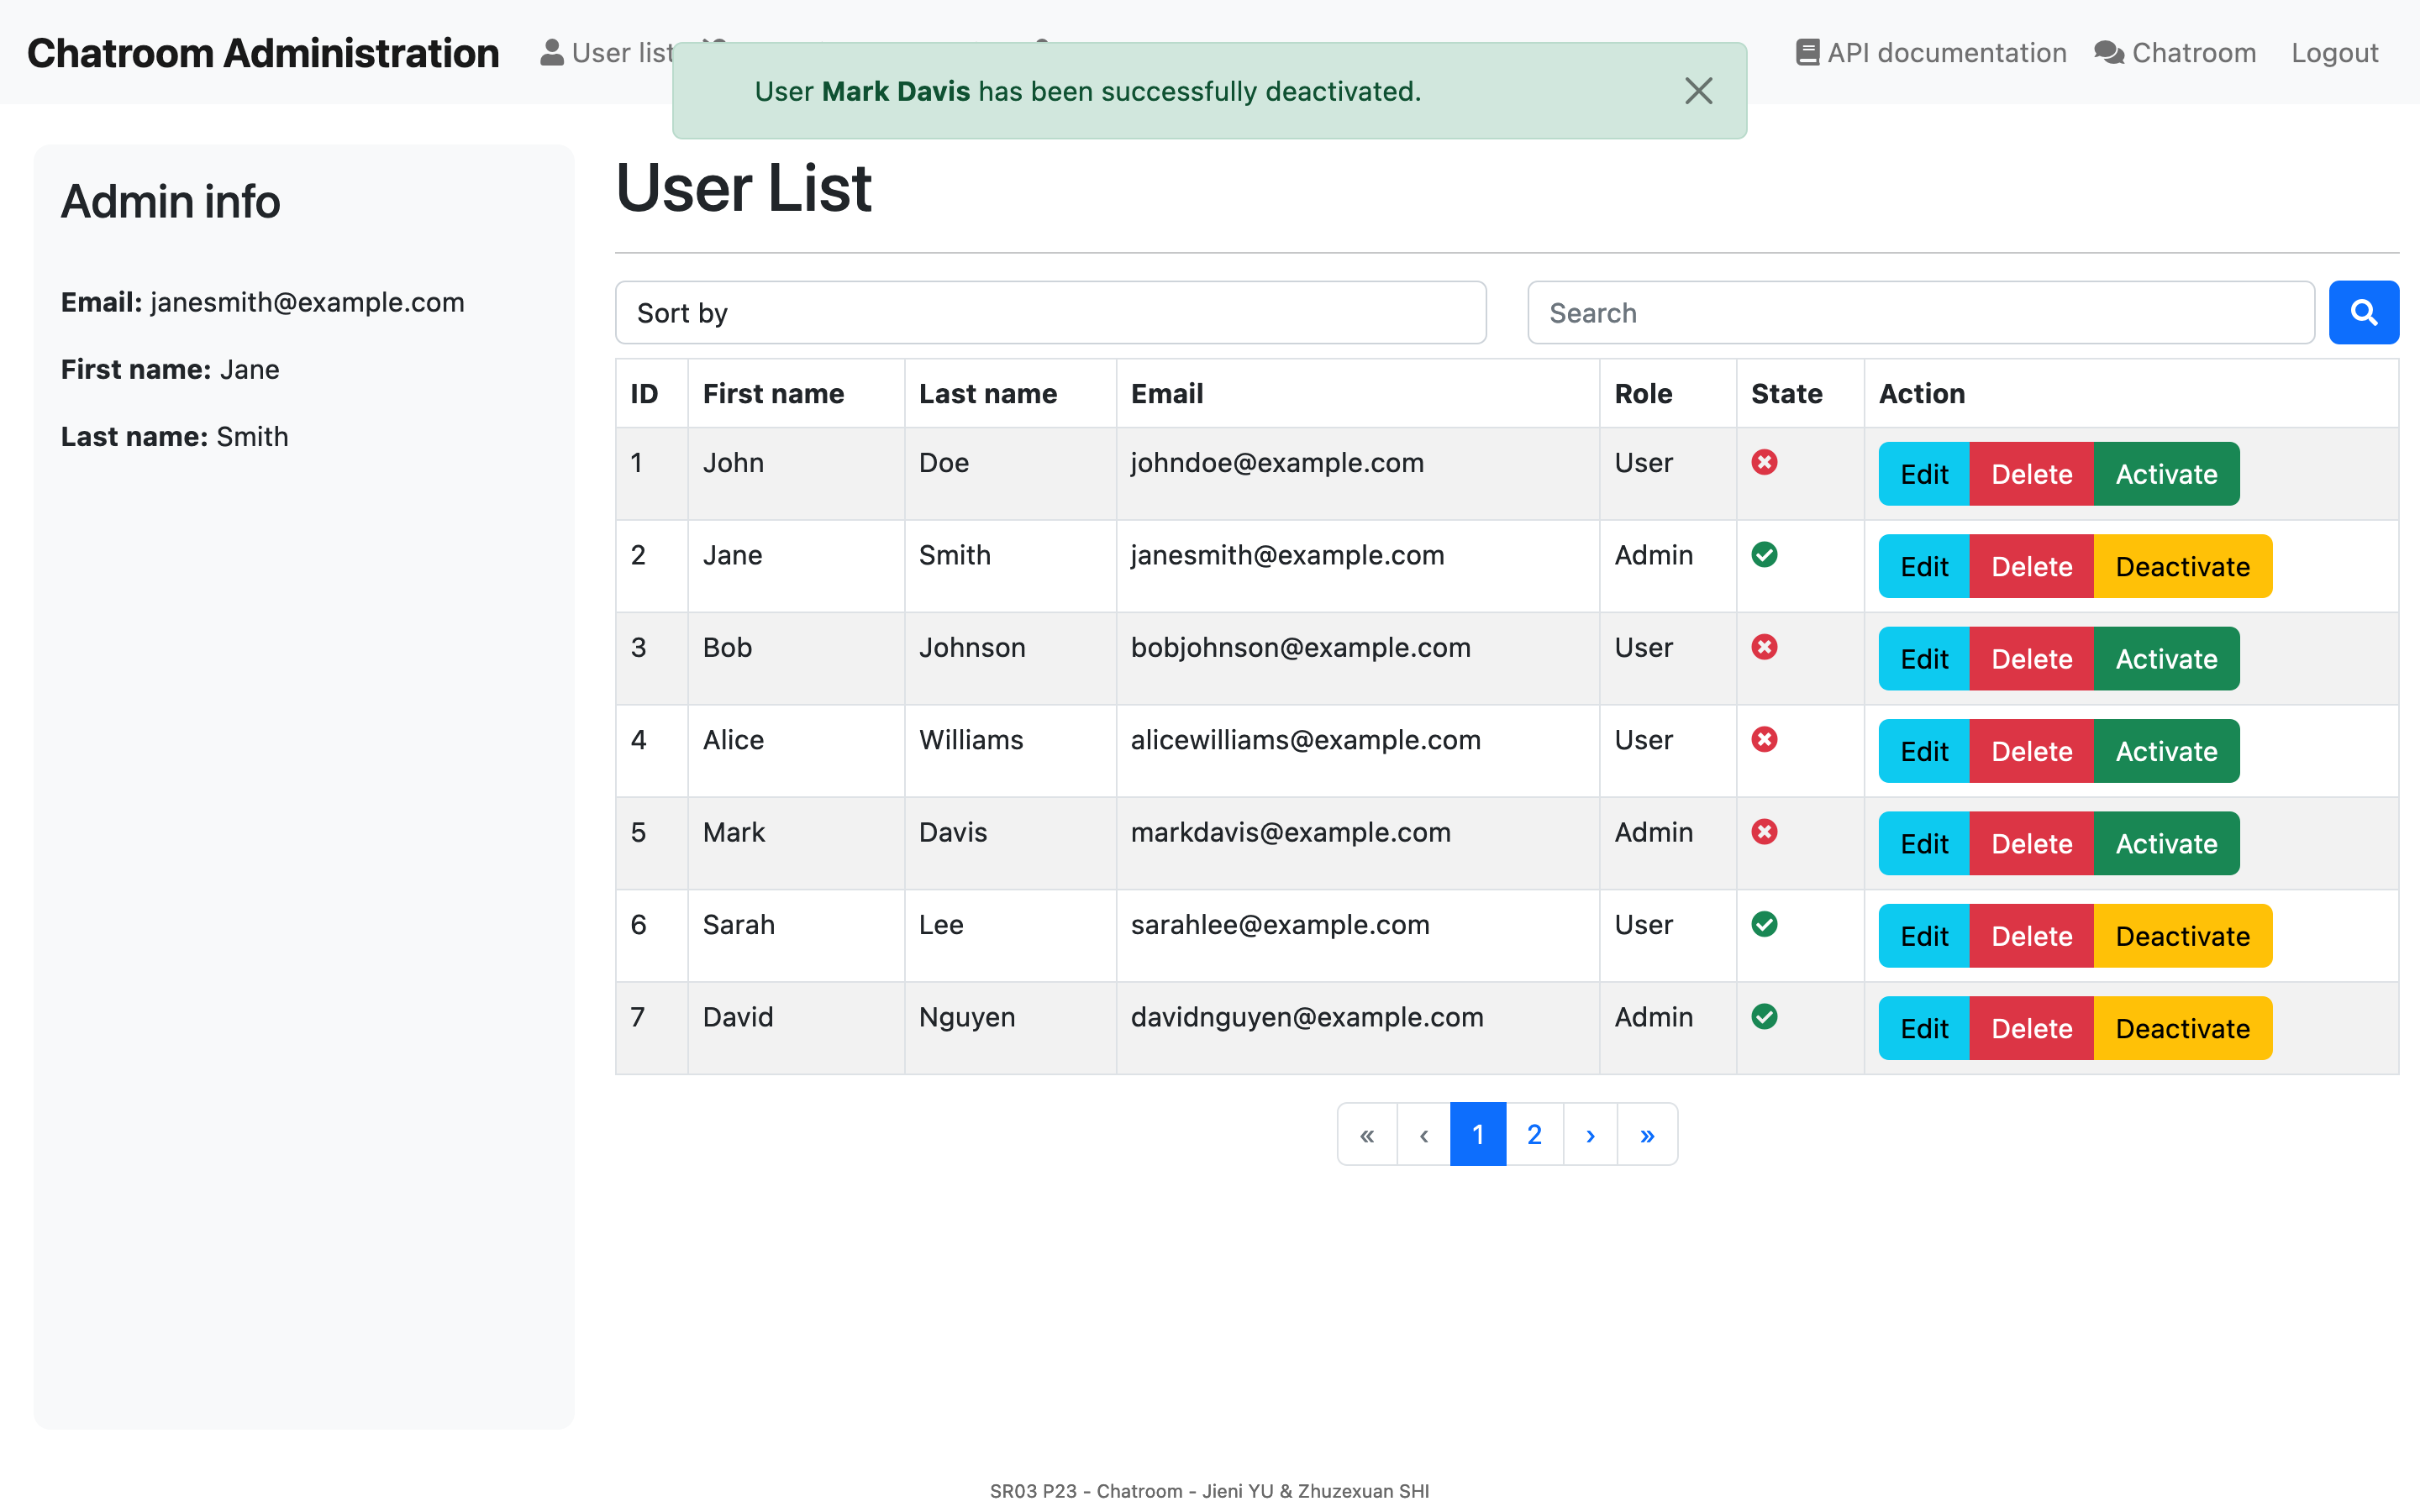 Chatroom Administration User list API documentation Chatroom Logout
User Mark Davis has been successfully deactivated.
Admin info
Email: janesmith@example.com
First name: Jane
Last name: Smith
User List
Sort by Search
ID First name Last name Email Role State Action
1 John Doe johndoe@example.com User Edit Delete Activate
2 Jane Smith janesmith@example.com Admin Edit Delete Deactivate
3 Bob Johnson bobjohnson@example.com User Edit Delete Activate
4 Alice Williams alicewilliams@example.com User Edit Delete Activate
5 Mark Davis markdavis@example.com Admin Edit Delete Activate
6 Sarah Lee sarahlee@example.com User Edit Delete Deactivate
7 David Nguyen davidnguyen@example.com Admin Edit Delete Deactivate
« ‹ 1 2 › »
SR03 P23 - Chatroom - Jieni YU & Zhuzexuan SHI